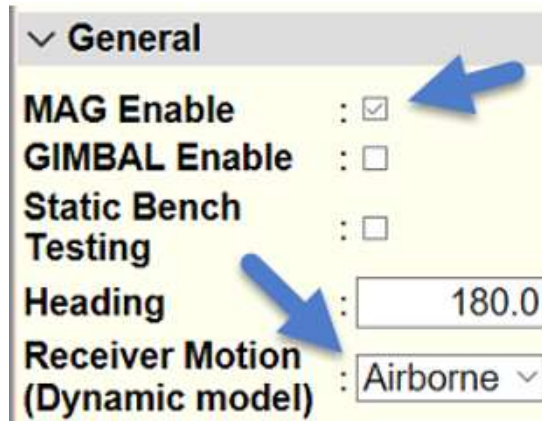 General
MAG Enable :
GIMBAL Enable :
Static Bench
Testing :
Heading : 180.0
Receiver Motion
(Dynamic model) : Airborne